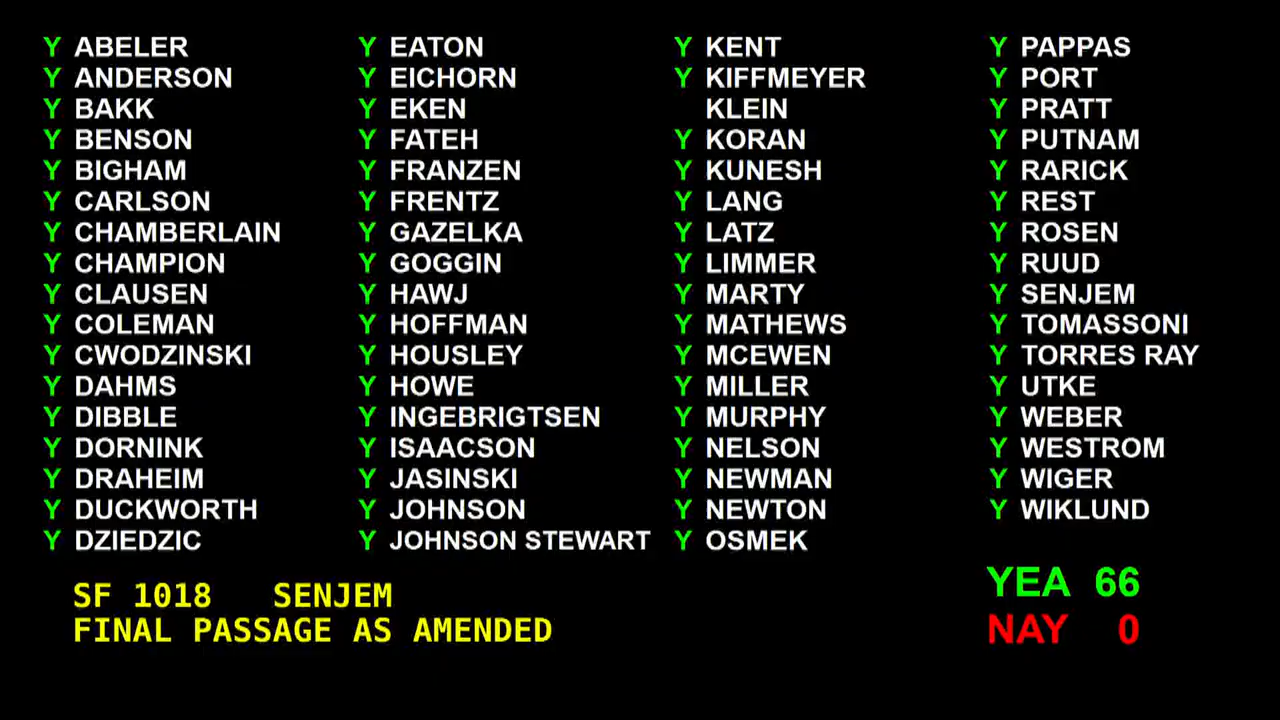 Y ABELER Y EATON Y KENT Y PAPPAS
Y ANDERSON Y EICHORN Y KIFFMEYER Y PORT
Y BAKK Y EKEN KLEIN Y PRATT
Y BENSON Y FATEH Y KORAN Y PUTNAM
Y BIGHAM Y FRANZEN Y KUNESH Y RARICK
Y CARLSON Y FRENTZ Y LANG Y REST
Y CHAMBERLAIN Y GAZELKA Y LATZ Y ROSEN
Y CHAMPION Y GOGGIN Y LIMMER Y RUUD
Y CLAUSEN Y HAWJ Y MARTY Y SENJEM
Y COLEMAN Y HOFFMAN Y MATHEWS Y TOMASSONI
Y CWODZINSKI Y HOUSLEY Y MCEWEN Y TORRES RAY
Y DAHMS Y HOWE Y MILLER Y UTKE
Y DIBBLE Y INGEBRIGTSEN Y MURPHY Y WEBER
Y DORNINK Y ISAACSON Y NELSON Y WESTROM
Y DRAHEIM Y JASINSKI Y NEWMAN Y WIGER
Y DUCKWORTH Y JOHNSON Y NEWTON Y WIKLUND
Y DZIEDZIC Y JOHNSON STEWART Y OSMEK
SF 1018 SENJEM
FINAL PASSAGE AS AMENDED
YEA 66
NAY 0